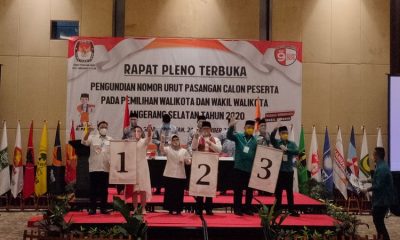 RAPAT PLENO TERBUKA
PENGUNDIAN NOMOR URUT PASANGAN CALON PESERTA
PADA PEMILIHAN WALIKOTA DAN WAKIL WALIKOTA
TANGERANG SELATAN TAHUN 2020
1
2
3